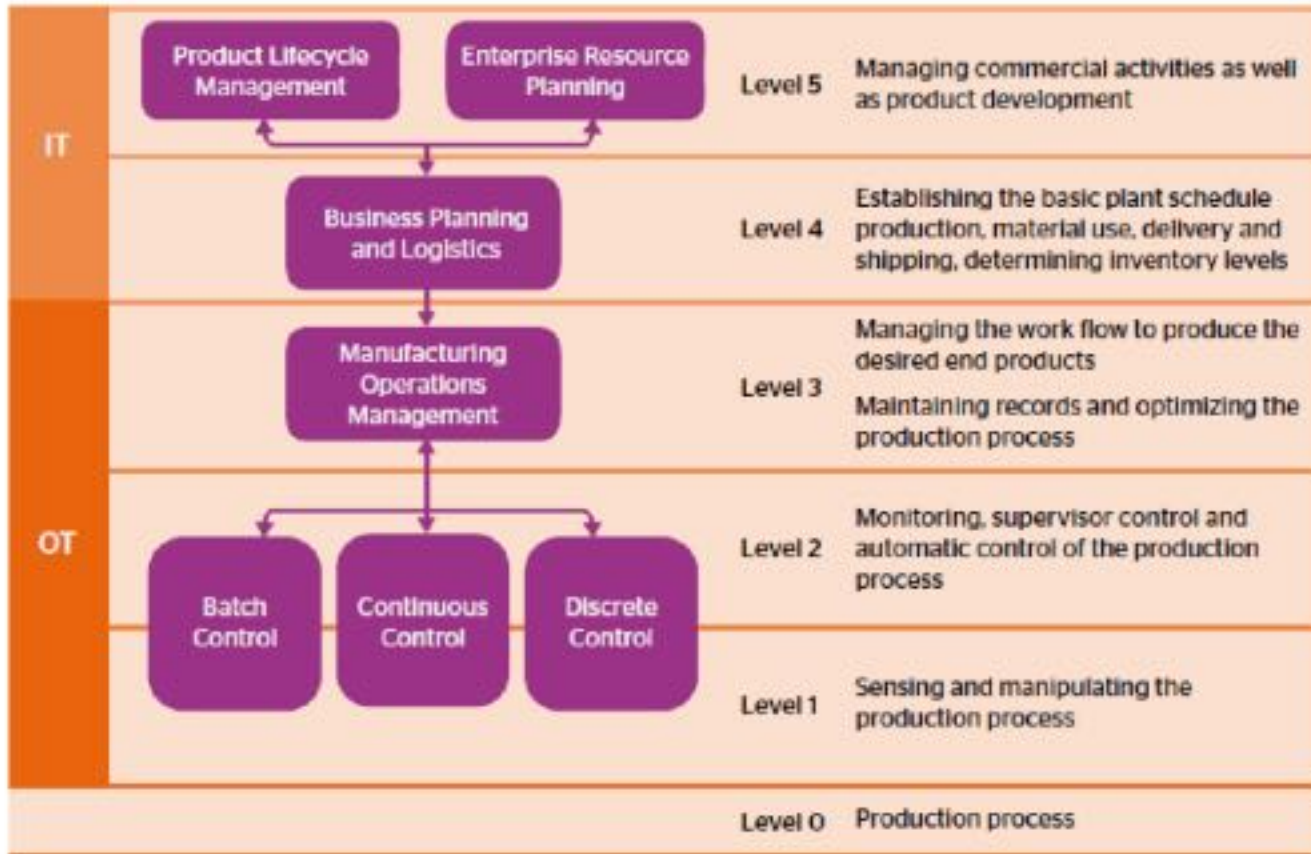 IT
Product Lifecycle
Management
Enterprise Resource
Planning
Level 5
Managing commercial activities as well
as product development
Business Planning
and Logistics
Level 4
Establishing the basic plant schedule
production, material use, delivery and
shipping, determining inventory levels
OT
Manufacturing
Operations
Management
Level 3
Managing the work flow to produce the
desired end products
Maintaining records and optimizing the
production process
Batch
Control
Continuous
Control
Discrete
Control
Level 2
Monitoring, supervisor control and
automatic control of the production
process
Level 1
Sensing and manipulating the
production process
Level 0
Production process